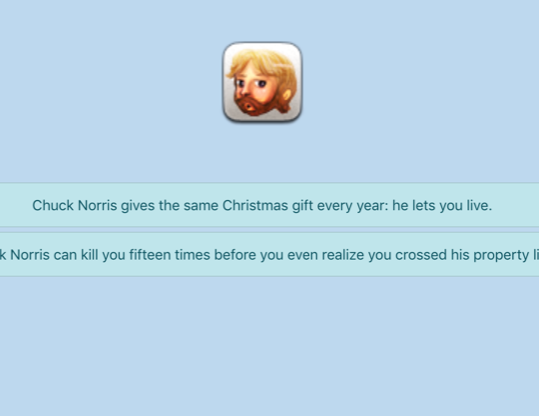 Chuck Norris gives the same Christmas gift every year: he lets you live.
k Norris can kill you fifteen times before you even realize you crossed his property li